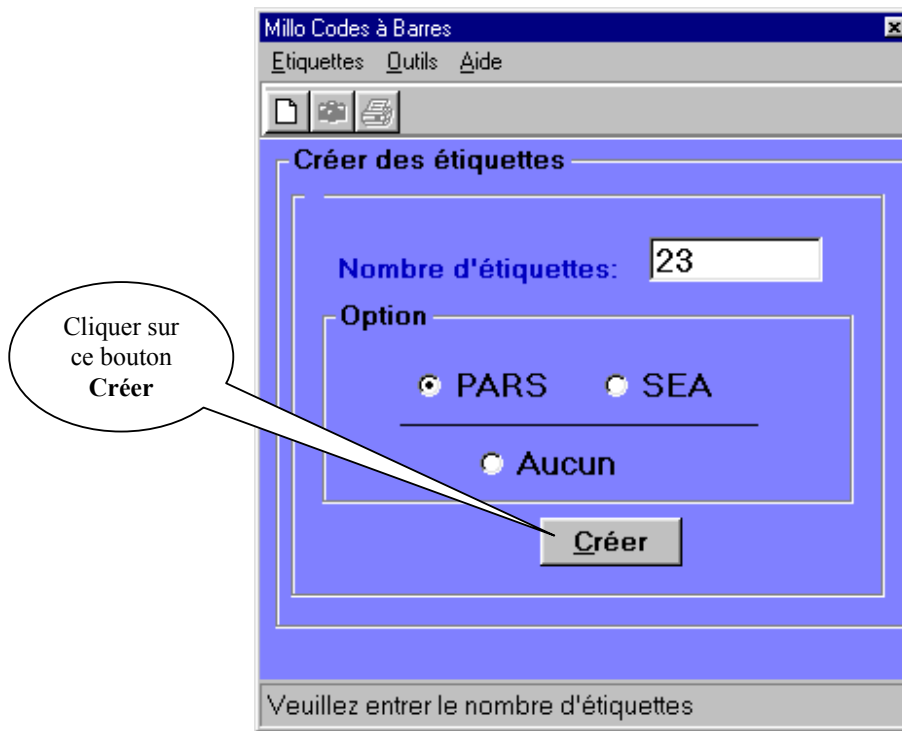 Millo Codes à Barres
Etiquettes Outils Aide
Créer des étiquettes
Nombre d'étiquettes: 23
Option
PARS SEA
Aucun
Créer
Cliquer sur
ce bouton
Créer
Veuillez entrer le nombre d'étiquettes